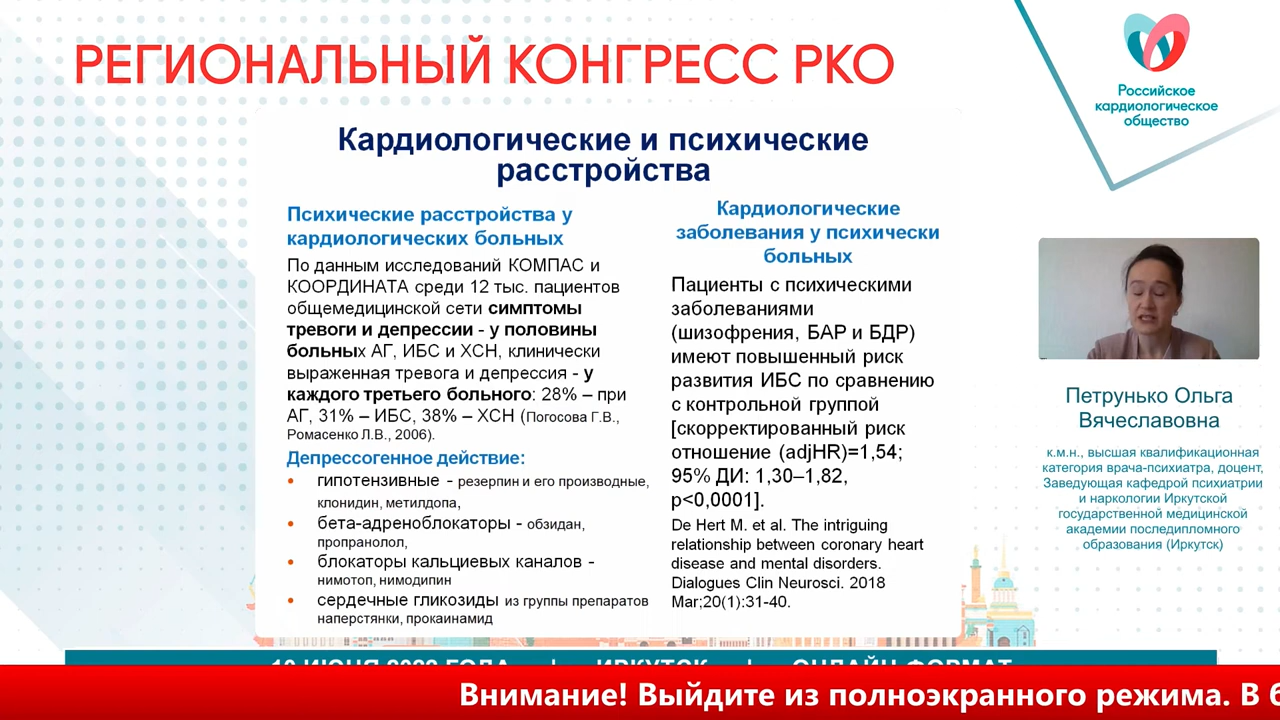 РЕГИОНАЛЬНЫЙ КОНГРЕСС РКО
Российское
кардиологическое
общество
Кардиологические и психические
расстройства
Психические расстройства у
кардиологических больных
По данным исследований КОМПАС и
КООРДИНАТА среди 12 тыс. пациентов
общемедицинской сети симптомы
тревоги и депрессии - у половины
больных АГ, ИБС и ХСН, клинически
выраженная тревога и депрессия - у
каждого третьего больного: 28% – при
АГ, 31% – ИБС, 38% – ХСН (Погосова Г.В.,
Ромасенко Л.В., 2006).
Депрессогенное действие:
• гипотензивные - резерпин и его производные,
клонидин, метилдопа,
• бета-адреноблокаторы - обзидан,
пропранолол,
• блокаторы кальциевых каналов -
нимотоп, нимодипин
• сердечные гликозиды из группы препаратов
наперстянки, прокаинамид
Кардиологические
заболевания у психически
больных
Пациенты с психическими
заболеваниями
(шизофрения, БАР и БДР)
имеют повышенный риск
развития ИБС по сравнению
с контрольной группой
[скорректированный риск
отношение (adjHR)=1,54;
95% ДИ: 1,30–1,82,
p<0,0001].
De Hert M. et al. The intriguing
relationship between coronary heart
disease and mental disorders.
Dialogues Clin Neurosci. 2018
Mar;20(1):31-40.
Петрунько Ольга
Вячеславовна
к.м.н., высшая квалификационная
категория врача-психиатра, доцент,
Заведующая кафедрой психиатрии
и наркологии Иркутской
государственной медицинской
академии последипломного
образования (Иркутск)
10 ИЮНЯ 2022 ГОДА | ИРКУТСК | ОНЛАЙН-ФОРМАТ
Внимание! Выйдите из полноэкранного режима. В